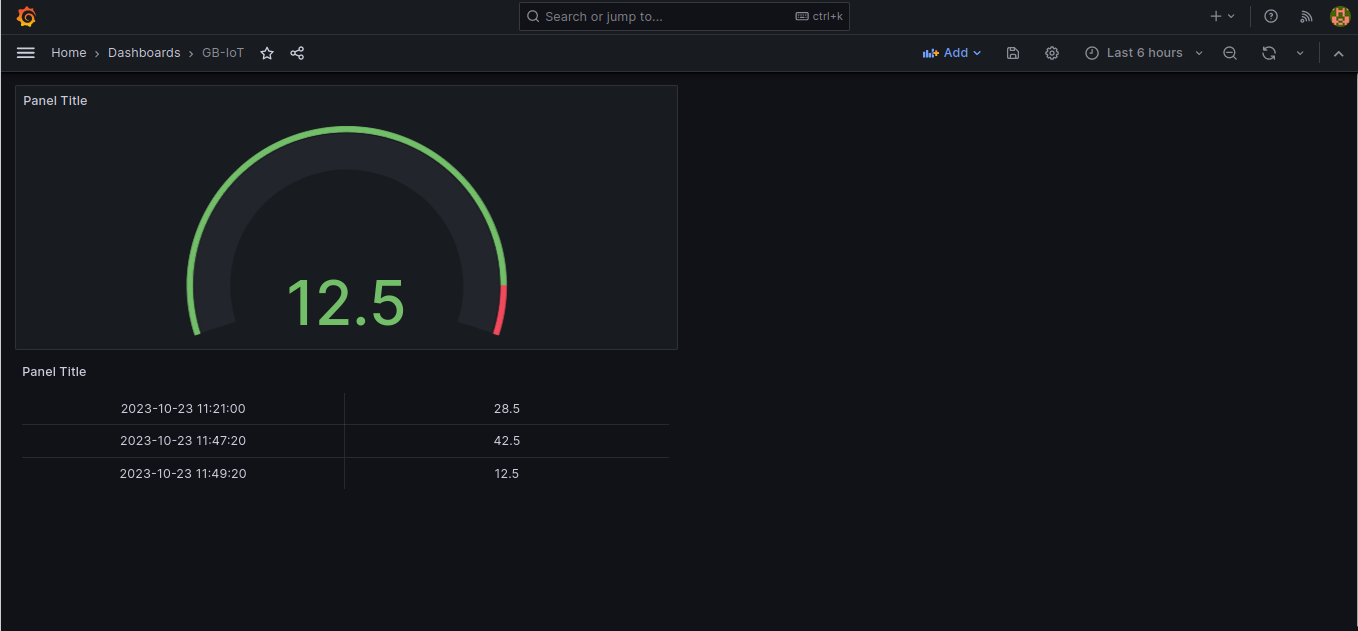 Search or jump to... ctrl+k
Home › Dashboards › GB-IoT Add Last 6 hours
Panel Title
12.5
Panel Title
2023-10-23 11:21:00 28.5
2023-10-23 11:47:20 42.5
2023-10-23 11:49:20 12.5